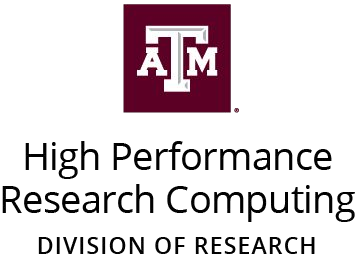 ATM
High Performance
Research Computing
DIVISION OF RESEARCH